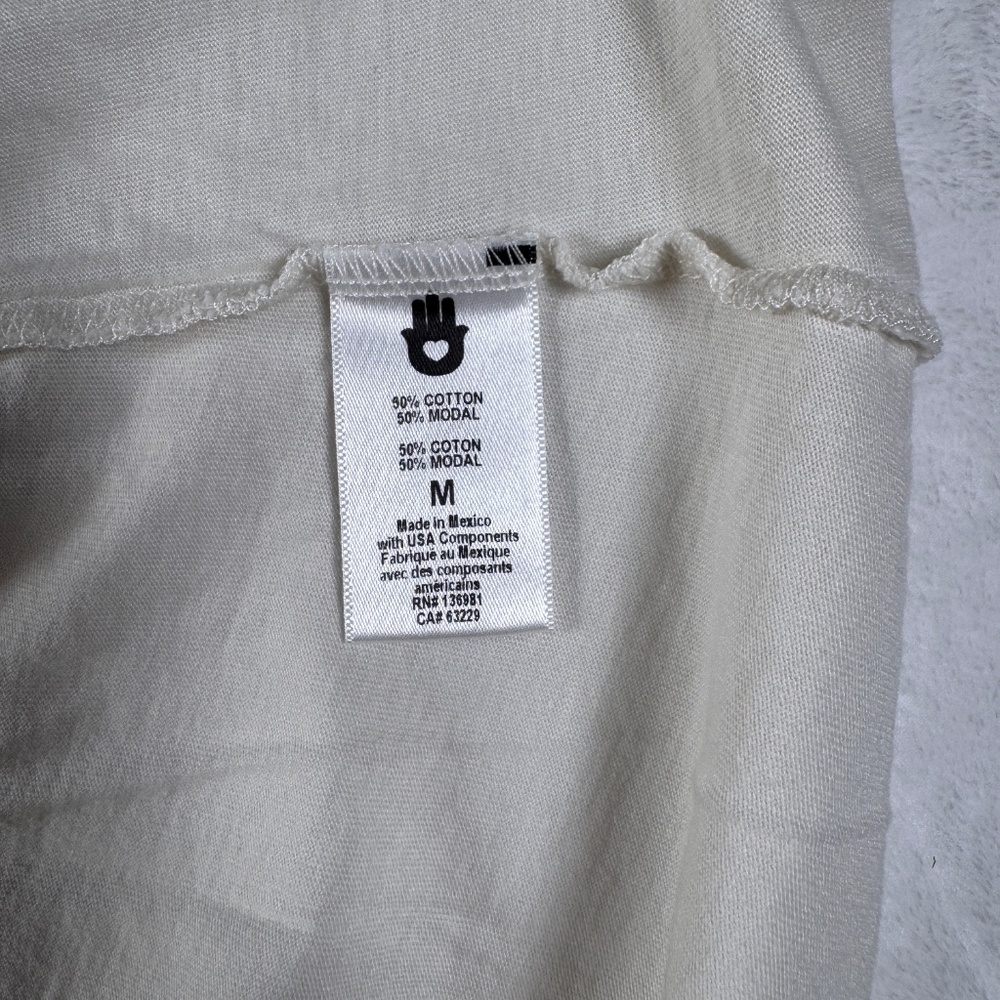 50% COTTON
50% MODAL
50% COTON
50% MODAL
M
Made in Mexico
with USA Components
Fabriqué au Mexique
avec des composants
américains
RN# 136981
CA# 63229